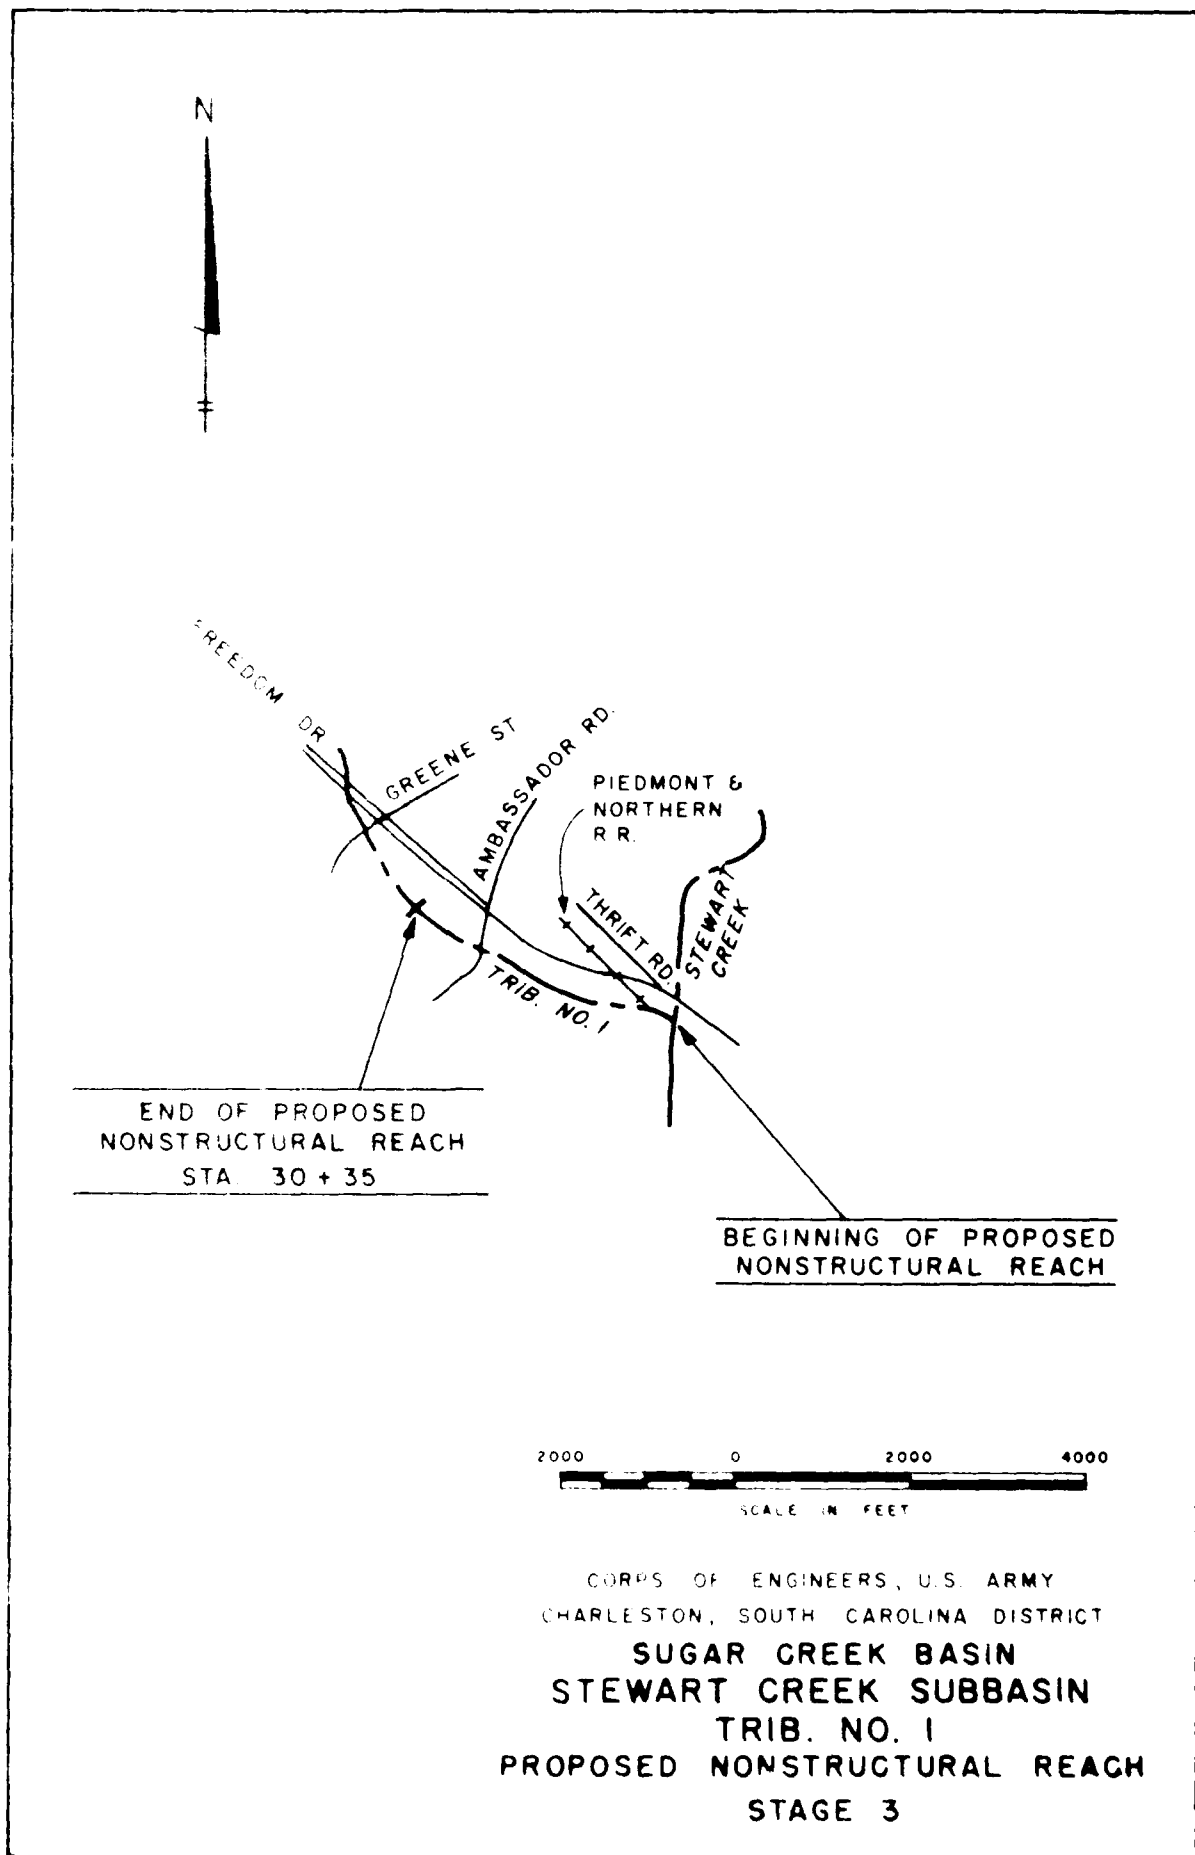 N
FREEDOM DR
GREENE ST
AMBASSADOR RD.
PIEDMONT &
NORTHERN
R.R.
THRIFT RD.
STEWART
CREEK
TRIB. NO. 1
END OF PROPOSED
NONSTRUCTURAL REACH
STA. 30 + 35
BEGINNING OF PROPOSED
NONSTRUCTURAL REACH
2000 0 2000 4000
SCALE IN FEET
CORPS OF ENGINEERS, U.S. ARMY
CHARLESTON, SOUTH CAROLINA DISTRICT
SUGAR CREEK BASIN
STEWART CREEK SUBBASIN
TRIB. NO. 1
PROPOSED NONSTRUCTURAL REACH
STAGE 3